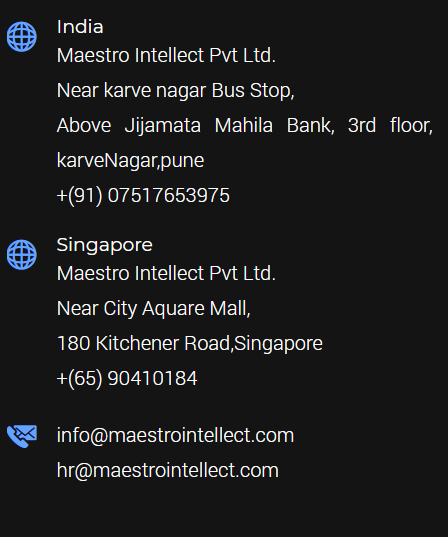 India
Maestro Intellect Pvt Ltd.
Near karve nagar Bus Stop,
Above Jijamata Mahila Bank, 3rd floor,
karveNagar,pune
+(91) 07517653975
Singapore
Maestro Intellect Pvt Ltd.
Near City Aquare Mall,
180 Kitchener Road,Singapore
+(65) 90410184
info@maestrointellect.com
hr@maestrointellect.com